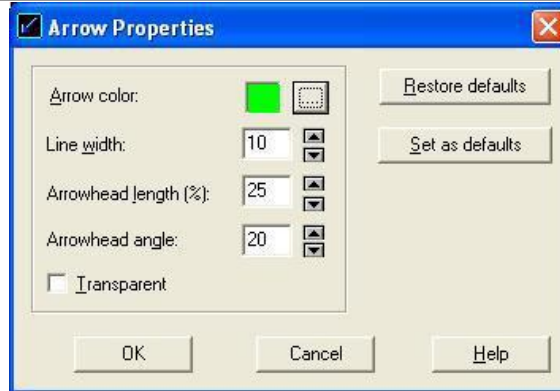 Arrow Properties
Arrow color:
...
Restore defaults
Line width:
10
Set as defaults
Arrowhead length (%):
25
Arrowhead angle:
20
Transparent
OK
Cancel
Help